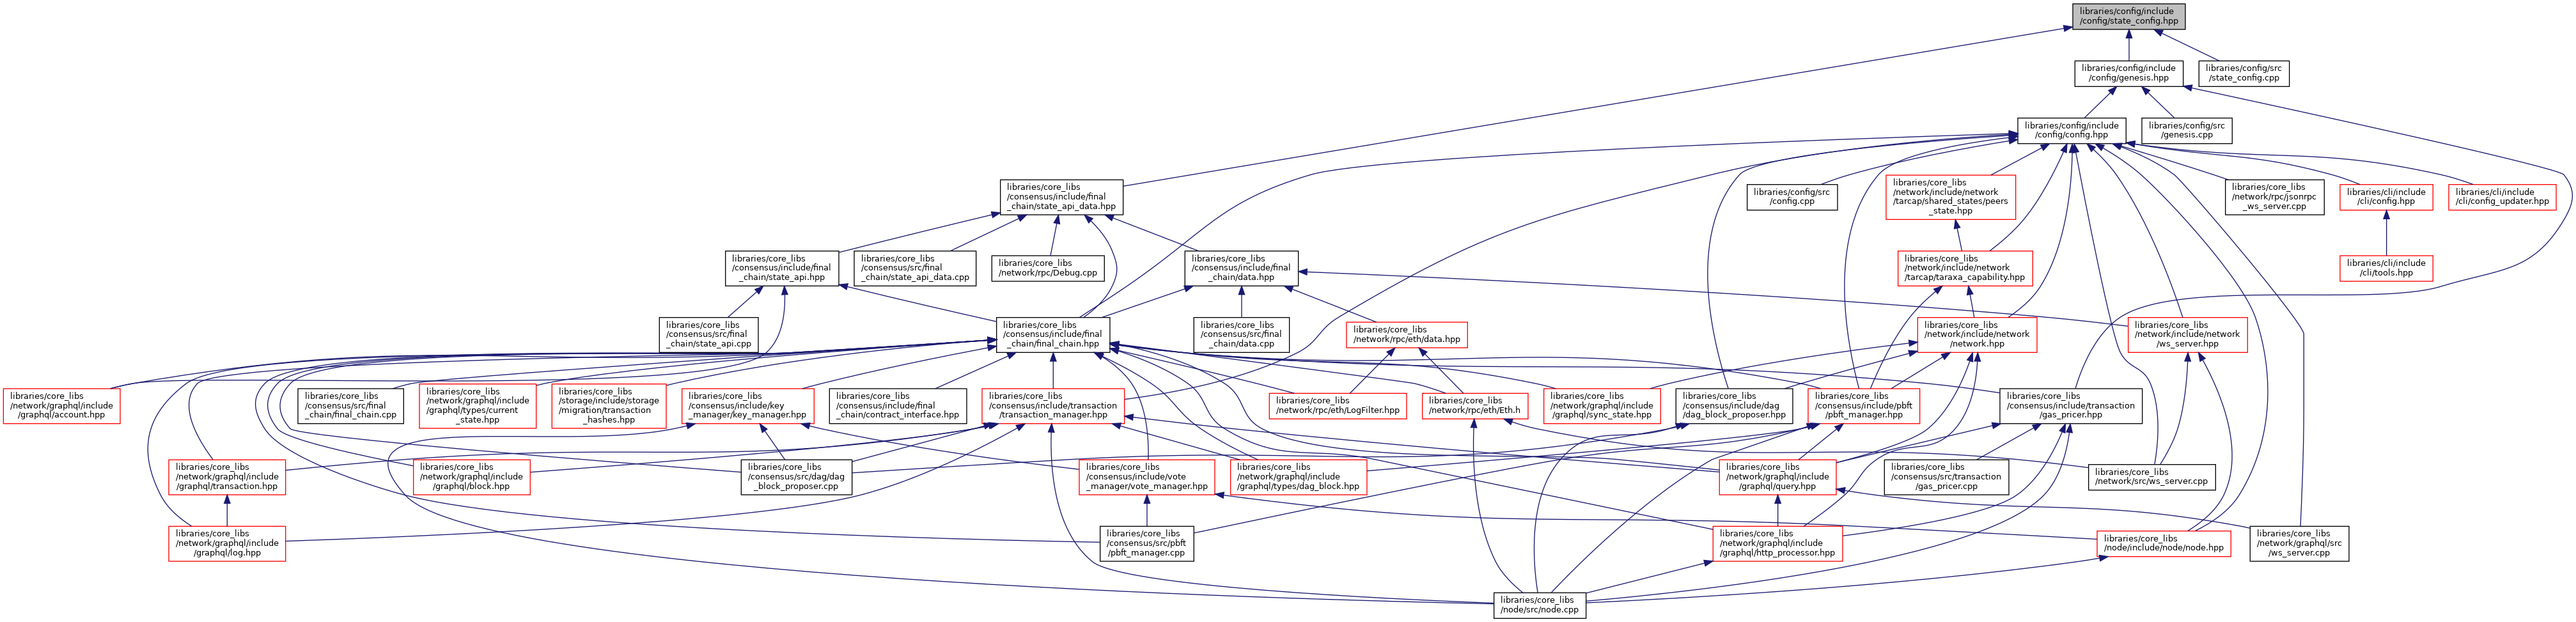 libraries/config/include
/config/state_config.hpp
libraries/config/include
/config/genesis.hpp
libraries/config/src
/state_config.cpp
libraries/config/include
/config/config.hpp
libraries/config/src
/genesis.cpp
libraries/core_libs
/consensus/include/final
_chain/state_api_data.hpp
libraries/config/src
/config.cpp
libraries/core_libs
/network/include/network
/tarcap/shared_states/peers
_state.hpp
libraries/core_libs
/network/rpc/jsonrpc
_ws_server.cpp
libraries/cli/include
/cli/config.hpp
libraries/cli/include
/cli/config_updater.hpp
libraries/core_libs
/consensus/include/final
_chain/state_api.hpp
libraries/core_libs
/consensus/src/final
_chain/state_api_data.cpp
libraries/core_libs
/network/rpc/Debug.cpp
libraries/core_libs
/consensus/include/final
_chain/data.hpp
libraries/core_libs
/network/include/network
/tarcap/taraxa_capability.hpp
libraries/cli/include
/cli/tools.hpp
libraries/core_libs
/consensus/src/final
_chain/state_api.cpp
libraries/core_libs
/consensus/include/final
_chain/final_chain.hpp
libraries/core_libs
/consensus/src/final
_chain/data.cpp
libraries/core_libs
/network/rpc/eth/data.hpp
libraries/core_libs
/network/include/network
/network.hpp
libraries/core_libs
/network/include/network
/ws_server.hpp
libraries/core_libs
/network/graphql/include
/graphql/account.hpp
libraries/core_libs
/consensus/src/final
_chain/final_chain.cpp
libraries/core_libs
/network/graphql/include
/graphql/types/current
_state.hpp
libraries/core_libs
/storage/include/storage
/migration/transaction
_hashes.hpp
libraries/core_libs
/consensus/include/key
_manager/key_manager.hpp
libraries/core_libs
/consensus/include/final
_chain/contract_interface.hpp
libraries/core_libs
/consensus/include/transaction
/transaction_manager.hpp
libraries/core_libs
/network/rpc/eth/LogFilter.hpp
libraries/core_libs
/network/rpc/eth/Eth.h
libraries/core_libs
/network/graphql/include
/graphql/sync_state.hpp
libraries/core_libs
/consensus/include/dag
/dag_block_proposer.hpp
libraries/core_libs
/consensus/include/pbft
/pbft_manager.hpp
libraries/core_libs
/consensus/include/transaction
/gas_pricer.hpp
libraries/core_libs
/network/graphql/include
/graphql/transaction.hpp
libraries/core_libs
/network/graphql/include
/graphql/block.hpp
libraries/core_libs
/consensus/src/dag/dag
_block_proposer.cpp
libraries/core_libs
/consensus/include/vote
_manager/vote_manager.hpp
libraries/core_libs
/network/graphql/include
/graphql/types/dag_block.hpp
libraries/core_libs
/network/graphql/include
/graphql/query.hpp
libraries/core_libs
/consensus/src/transaction
/gas_pricer.cpp
libraries/core_libs
/network/src/ws_server.cpp
libraries/core_libs
/network/graphql/include
/graphql/log.hpp
libraries/core_libs
/consensus/src/pbft
/pbft_manager.cpp
libraries/core_libs
/network/graphql/include
/graphql/http_processor.hpp
libraries/core_libs
/node/include/node/node.hpp
libraries/core_libs
/network/graphql/src
/ws_server.cpp
libraries/core_libs
/node/src/node.cpp